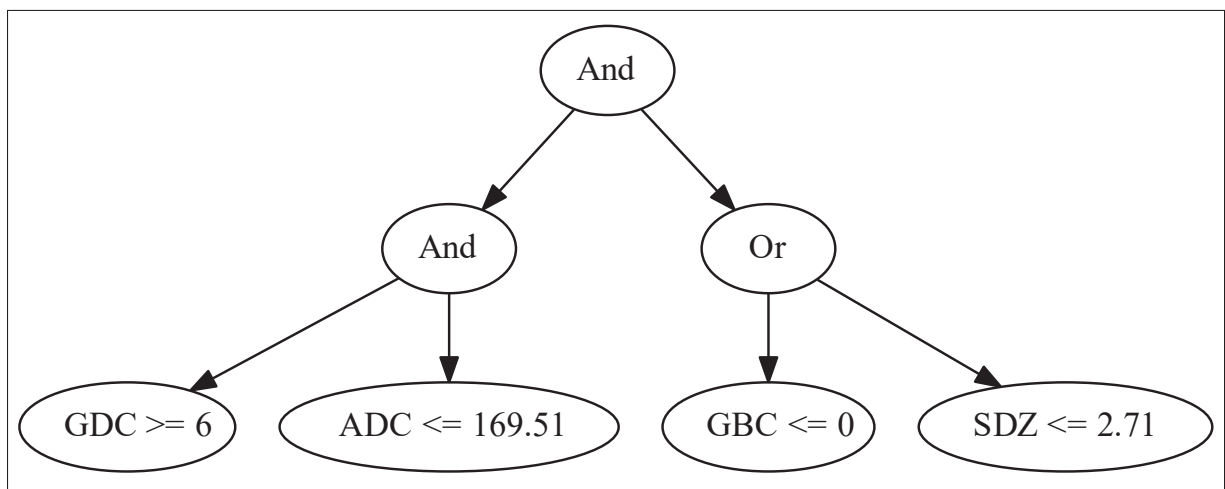 And
And
Or
GDC >= 6
ADC <= 169.51
GBC <= 0
SDZ <= 2.71